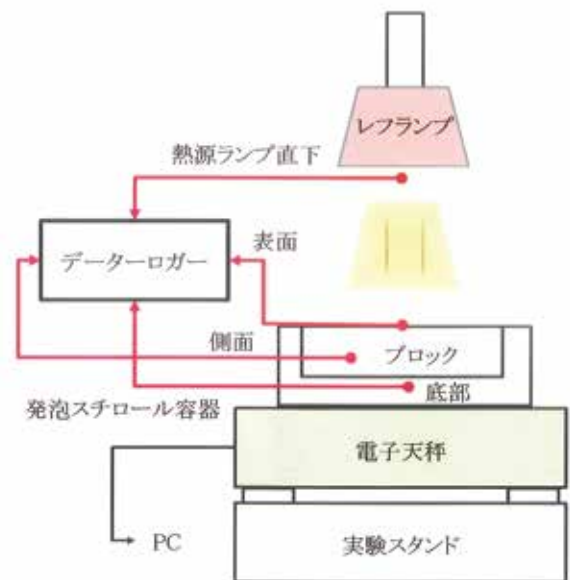 レフランプ
熱源ランプ直下
表面
データーロガー
側面
ブロック
底部
発泡スチロール容器
電子天秤
PC
実験スタンド